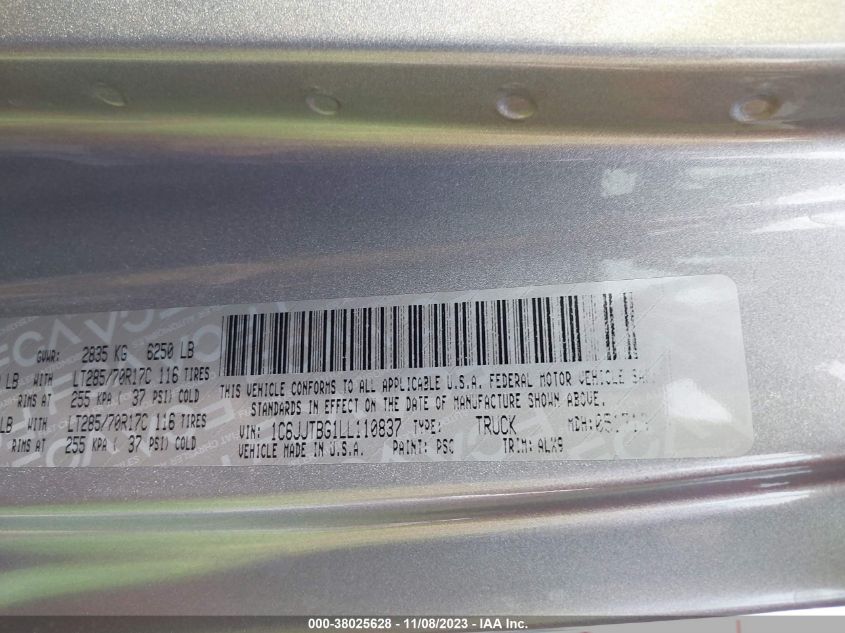 GVWR: 2835 KG 6250 LB
LB WITH LT285/70R17C 116 TIRES
RIMS AT 255 KPA ( 37 PSI) COLD
LB WITH LT285/70R17C 116 TIRES
RIMS AT 255 KPA ( 37 PSI) COLD
THIS VEHICLE CONFORMS TO ALL APPLICABLE U.S.A. FEDERAL MOTOR VEHICLE
STANDARDS IN EFFECT ON THE DATE OF MANUFACTURE SHOWN ABOVE.
VIN: 1C6JJTBG1LL110837 TYPE: TRUCK MDH:
VEHICLE MADE IN U.S.A. PAINT: PSC TRIM: ALX9
000-38025628 - 11/08/2023 - IAA Inc.